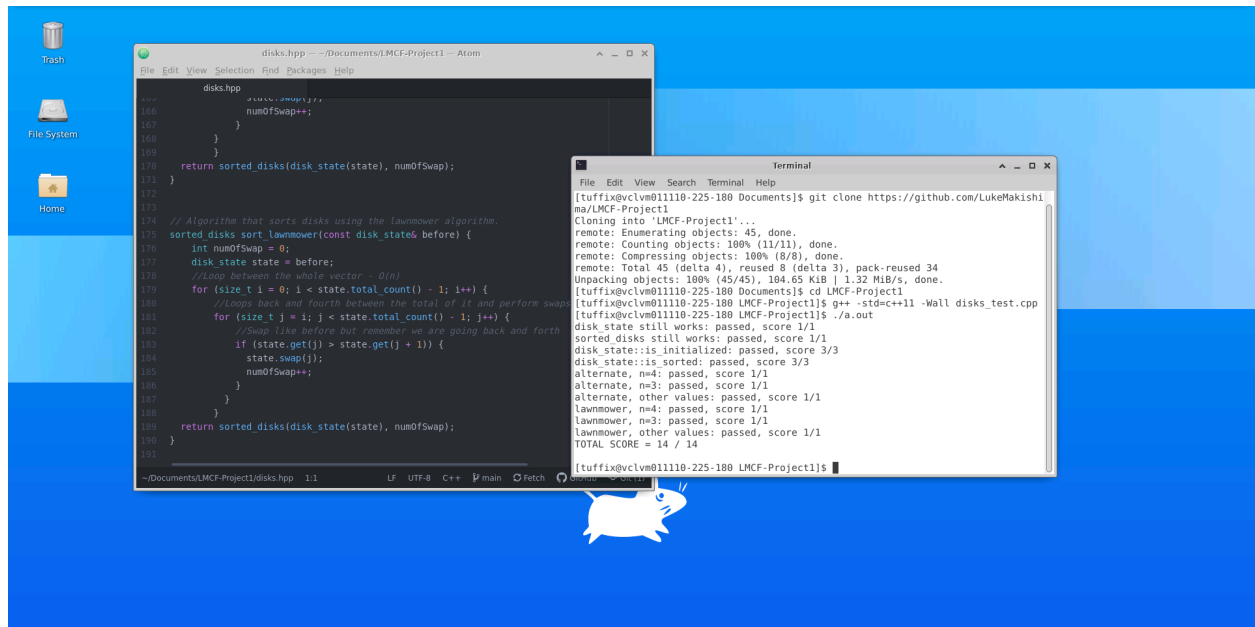 Trash
File System
Home
disks.hpp — ~/Documents/LMCF-Project1 — Atom
File Edit View Selection Find Packages Help
disks.hpp
165 state.swap(j);
166 numOfSwap++;
167 }
168 }
169 }
170 return sorted_disks(disk_state(state), numOfSwap);
171 }
172
173
174 // Algorithm that sorts disks using the lawnmower algorithm.
175 sorted_disks sort_lawnmower(const disk_state& before) {
176 int numOfSwap = 0;
177 disk_state state = before;
178 //Loop between the whole vector - O(n)
179 for (size_t i = 0; i < state.total_count() - 1; i++) {
180 //Loops back and fourth between the total of it and perform swaps
181 for (size_t j = i; j < state.total_count() - 1; j++) {
182 //Swap like before but remember we are going back and forth
183 if (state.get(j) > state.get(j + 1)) {
184 state.swap(j);
185 numOfSwap++;
186 }
187 }
188 }
189 return sorted_disks(disk_state(state), numOfSwap);
190 }
191
~/Documents/LMCF-Project1/disks.hpp 1:1 LF UTF-8 C++ main Fetch GitHub Git (1)
Terminal
File Edit View Search Terminal Help
[tuffix@vclvm011110-225-180 Documents]$ git clone https://github.com/LukeMakishi
ma/LMCF-Project1
Cloning into 'LMCF-Project1'...
remote: Enumerating objects: 45, done.
remote: Counting objects: 100% (11/11), done.
remote: Compressing objects: 100% (8/8), done.
remote: Total 45 (delta 4), reused 8 (delta 3), pack-reused 34
Unpacking objects: 100% (45/45), 104.65 KiB | 1.32 MiB/s, done.
[tuffix@vclvm011110-225-180 Documents]$ cd LMCF-Project1
[tuffix@vclvm011110-225-180 LMCF-Project1]$ g++ -std=c++11 -Wall disks_test.cpp
[tuffix@vclvm011110-225-180 LMCF-Project1]$ ./a.out
disk_state still works: passed, score 1/1
sorted_disks still works: passed, score 1/1
disk_state::is_initialized: passed, score 3/3
disk_state::is_sorted: passed, score 3/3
alternate, n=4: passed, score 1/1
alternate, n=3: passed, score 1/1
alternate, other values: passed, score 1/1
lawnmower, n=4: passed, score 1/1
lawnmower, n=3: passed, score 1/1
lawnmower, other values: passed, score 1/1
TOTAL SCORE = 14 / 14
[tuffix@vclvm011110-225-180 LMCF-Project1]$